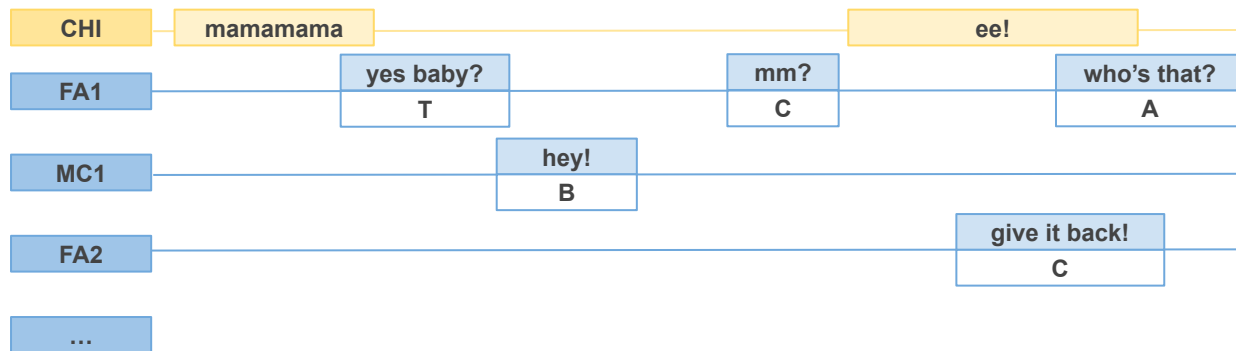 CHI
mamamama
ee!
FA1
yes baby?
mm?
who's that?
T
C
A
MC1
hey!
B
FA2
give it back!
C
…